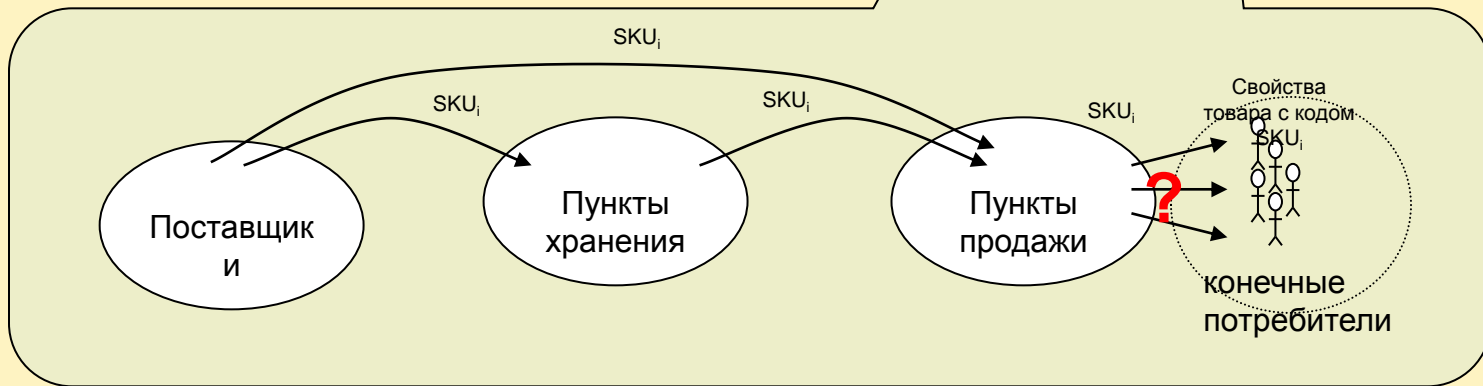 SKUi
SKUi
SKUi
SKUi
Свойства
товара с кодом
SKUi
Поставщик
и
Пункты
хранения
Пункты
продажи
?
конечные
потребители